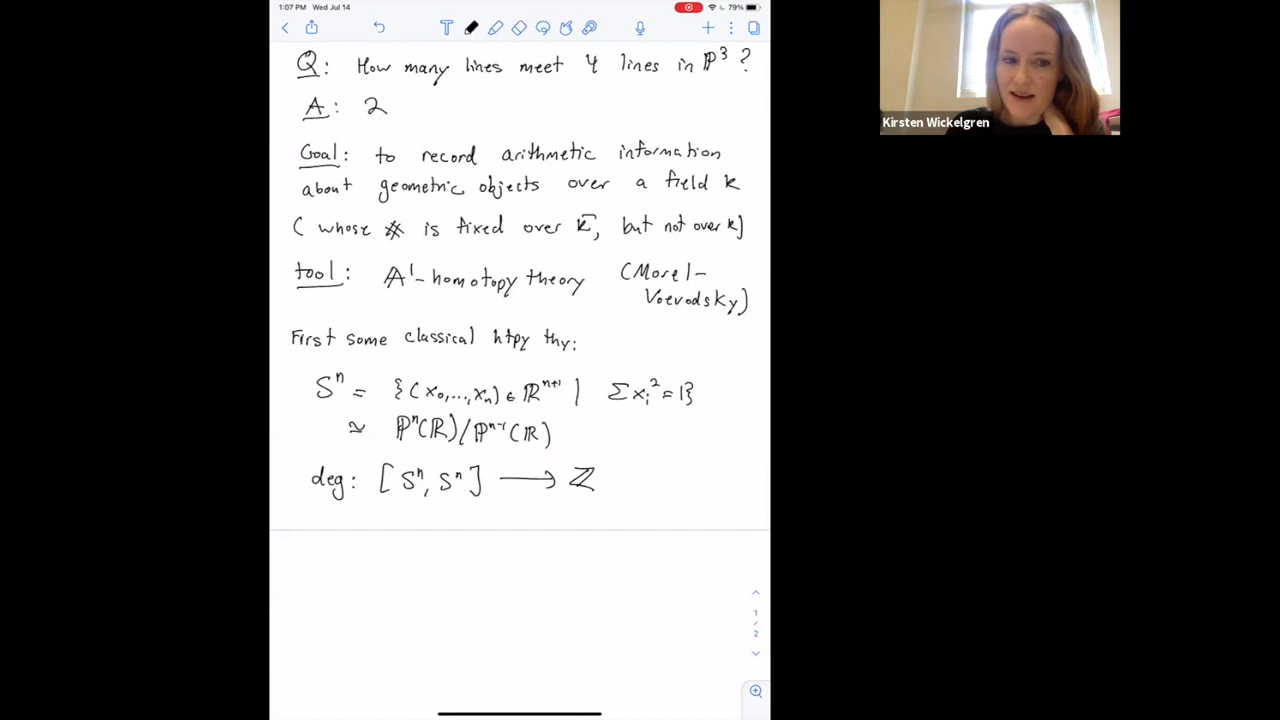 1:07 PM Wed Jul 14
79%
Q: How many lines meet 4 lines in ℙ³?
A: 2
Goal: to record arithmetic information
about geometric objects over a field k
( whose # is fixed over k̅, but not over k)
tool: 𝔸¹-homotopy theory (Morel-
Voevodsky)
First some classical htpy thy:
Sⁿ = {(x₀,...,xₙ) ∈ ℝⁿ⁺¹ | Σxᵢ² = 1}
≃ ℙⁿ(ℝ)/ℙⁿ⁻¹(ℝ)
deg: [Sⁿ, Sⁿ] ⟶ ℤ
1
/
2
Kirsten Wickelgren